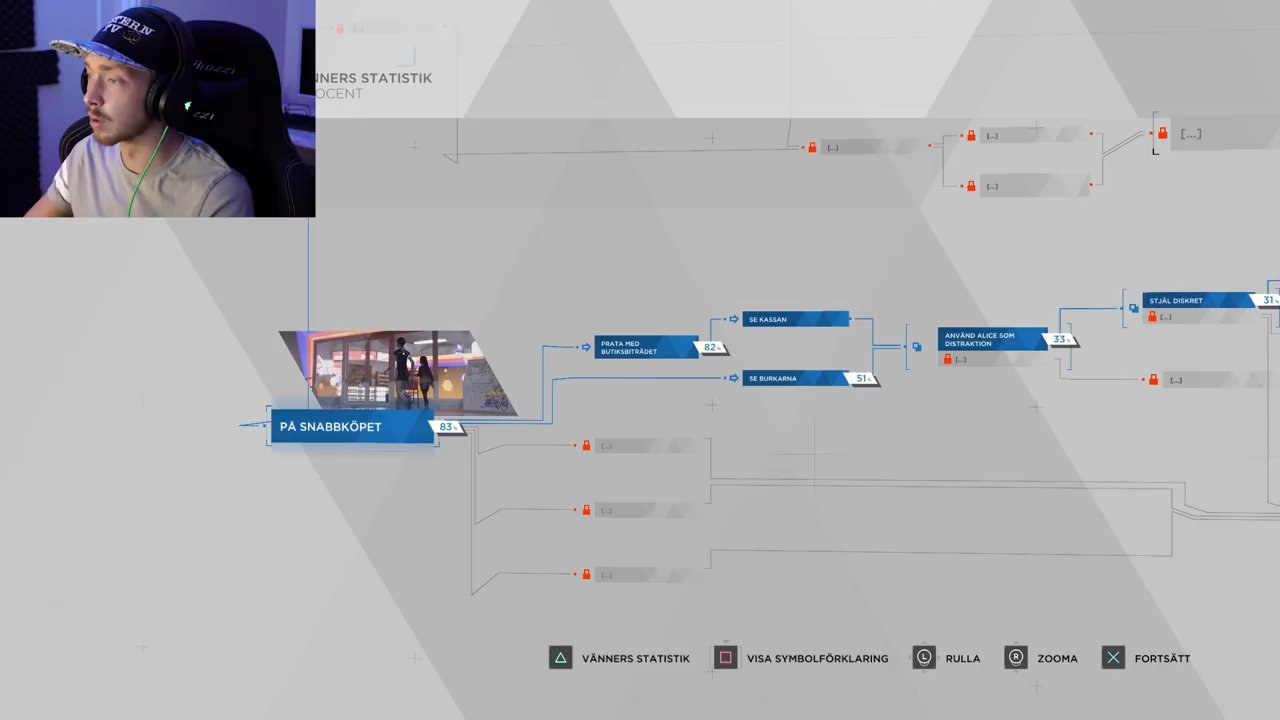 NNERS STATISTIK
OCENT
[...]
[...]
[...]
[...]
STJÄL DISKRET
31%
[...]
SE KASSAN
PRATA MED
BUTIKSBITRÄDET
82%
ANVÄND ALICE SOM
DISTRAKTION
33%
[...]
SE BURKARNA
51%
[...]
PÅ SNABBKÖPET
83%
[...]
[...]
[...]
VÄNNERS STATISTIK
VISA SYMBOLFÖRKLARING
L
RULLA
R
ZOOMA
FORTSÄTT